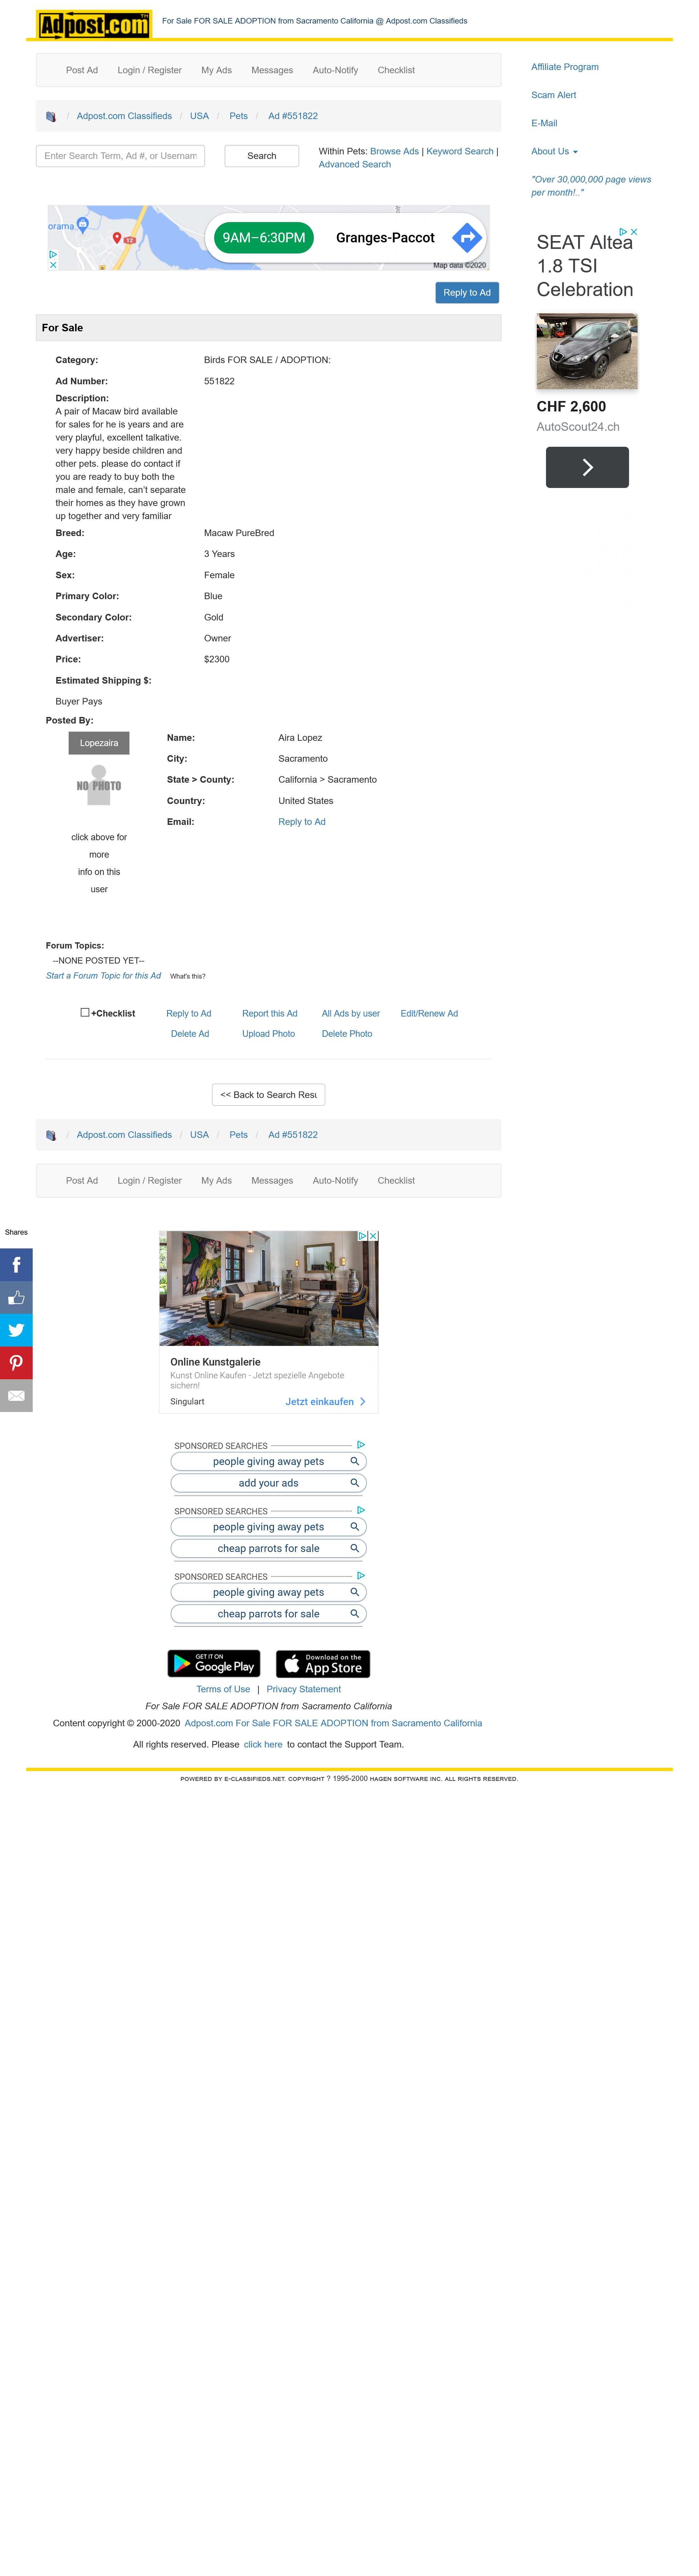 Adpost.com™
For Sale FOR SALE ADOPTION from Sacramento California @ Adpost.com Classifieds
Post Ad Login / Register My Ads Messages Auto-Notify Checklist
/ Adpost.com Classifieds / USA / Pets / Ad #551822
Enter Search Term, Ad #, or Usernam
Search
Within Pets: Browse Ads | Keyword Search |
Advanced Search
Affiliate Program
Scam Alert
E-Mail
About Us
"Over 30,000,000 page views
per month!.."
orama
12
9AM–6:30PM
Granges-Paccot
Map data ©2020
SEAT Altea
1.8 TSI
Celebration
CHF 2,600
AutoScout24.ch
Reply to Ad
For Sale
Category: Birds FOR SALE / ADOPTION:
Ad Number: 551822
Description:
A pair of Macaw bird available
for sales for he is years and are
very playful, excellent talkative.
very happy beside children and
other pets. please do contact if
you are ready to buy both the
male and female, can't separate
their homes as they have grown
up together and very familiar
Breed: Macaw PureBred
Age: 3 Years
Sex: Female
Primary Color: Blue
Secondary Color: Gold
Advertiser: Owner
Price: $2300
Estimated Shipping $:
Buyer Pays
Posted By:
Lopezaira
NO PHOTO
click above for
more
info on this
user
Name: Aira Lopez
City: Sacramento
State > County: California > Sacramento
Country: United States
Email: Reply to Ad
Forum Topics:
--NONE POSTED YET--
Start a Forum Topic for this Ad What's this?
+Checklist Reply to Ad Report this Ad All Ads by user Edit/Renew Ad
Delete Ad Upload Photo Delete Photo
<< Back to Search Resu
/ Adpost.com Classifieds / USA / Pets / Ad #551822
Post Ad Login / Register My Ads Messages Auto-Notify Checklist
Shares
Online Kunstgalerie
Kunst Online Kaufen - Jetzt spezielle Angebote
sichern!
Singulart Jetzt einkaufen
SPONSORED SEARCHES
people giving away pets
add your ads
SPONSORED SEARCHES
people giving away pets
cheap parrots for sale
SPONSORED SEARCHES
people giving away pets
cheap parrots for sale
GET IT ON
Google Play
Download on the
App Store
Terms of Use | Privacy Statement
For Sale FOR SALE ADOPTION from Sacramento California
Content copyright © 2000-2020 Adpost.com For Sale FOR SALE ADOPTION from Sacramento California
All rights reserved. Please click here to contact the Support Team.
POWERED BY E-CLASSIFIEDS.NET. COPYRIGHT ? 1995-2000 HAGEN SOFTWARE INC. ALL RIGHTS RESERVED.